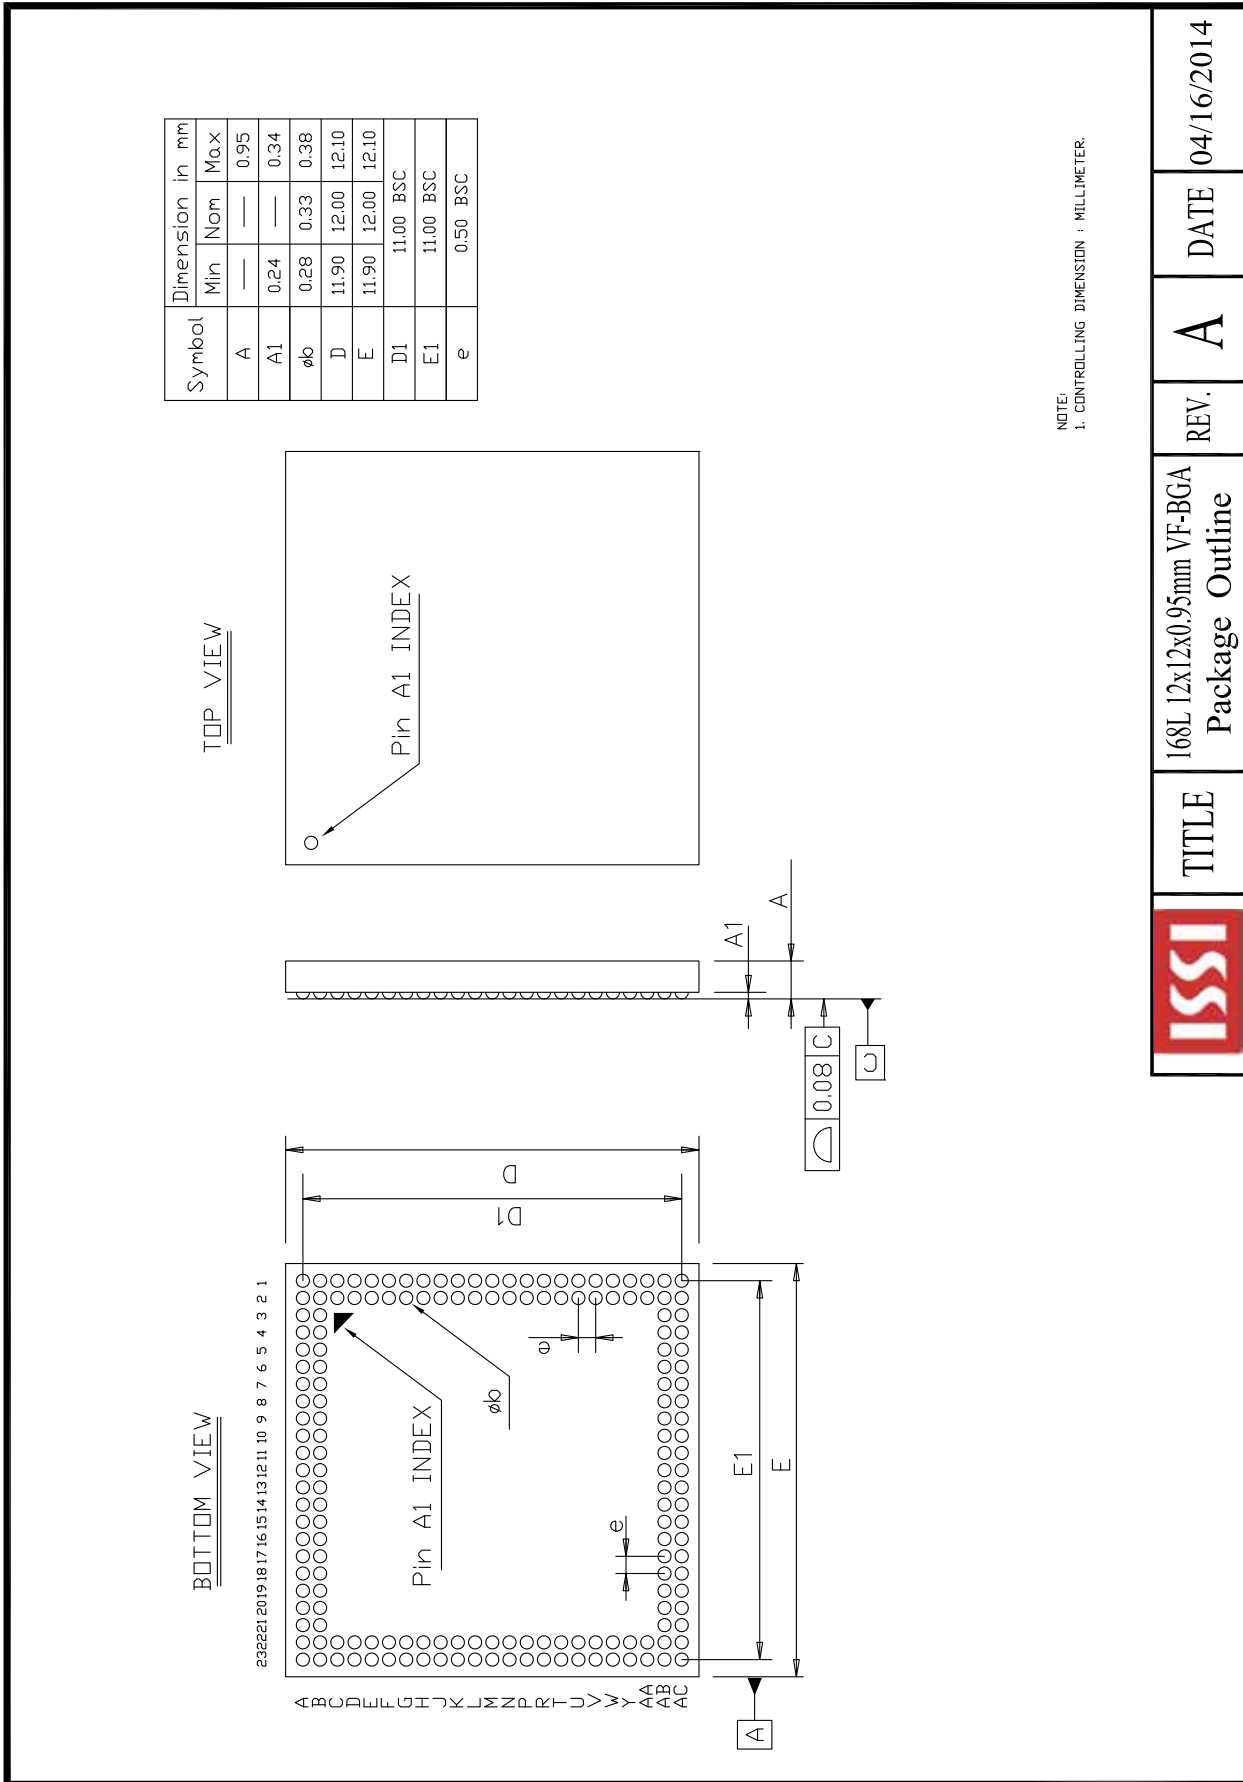 BOTTOM VIEW
23 22 21 20 19 18 17 16 15 14 13 12 11 10 9 8 7 6 5 4 3 2 1
A
B
C
D
E
F
G
H
J
K
L
M
N
P
R
T
U
V
W
Y
AA
AB
AC
Pin A1 INDEX
øb
e
e
E1
E
D1
D
A
A1
A
0.08 C
C
TOP VIEW
Pin A1 INDEX
Symbol Dimension in mm
Min Nom Max
A — — 0.95
A1 0.24 — 0.34
øb 0.28 0.33 0.38
D 11.90 12.00 12.10
E 11.90 12.00 12.10
D1 11.00 BSC
E1 11.00 BSC
e 0.50 BSC
NOTE:
1. CONTROLLING DIMENSION : MILLIMETER.
ISSI
TITLE
168L 12x12x0.95mm VF-BGA
Package Outline
REV.
A
DATE
04/16/2014